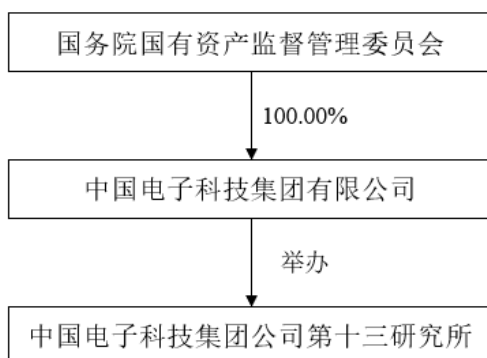 国务院国有资产监督管理委员会
100.00%
中国电子科技集团有限公司
举办
中国电子科技集团公司第十三研究所